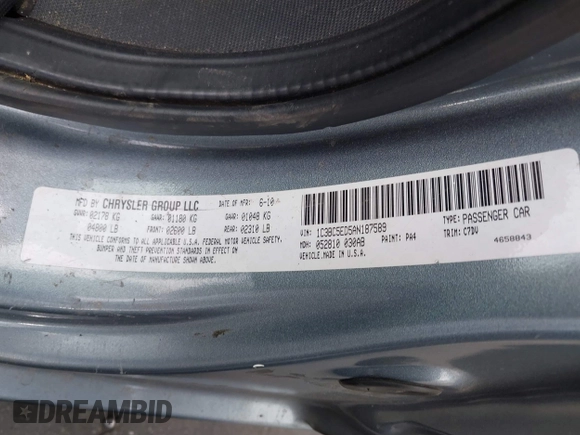 MFD BY CHRYSLER GROUP LLC DATE OF MFR: 6-10
GVWR: 02178 KG GAWR: 01180 KG GAWR: 01048 KG
04800 LB FRONT: 02600 LB REAR: 02310 LB
THIS VEHICLE CONFORMS TO ALL APPLICABLE U.S.A. FEDERAL MOTOR VEHICLE SAFETY,
BUMPER AND THEFT PREVENTION STANDARDS IN EFFECT ON
THE DATE OF MANUFACTURE SHOWN ABOVE.
VIN: 1C3BC5ED5AN187589 TYPE: PASSENGER CAR
MDH: 052810 030AB PAINT: PA4 TRIM: C7DV
VEHICLE MADE IN U.S.A. 4658843
DREAMBID